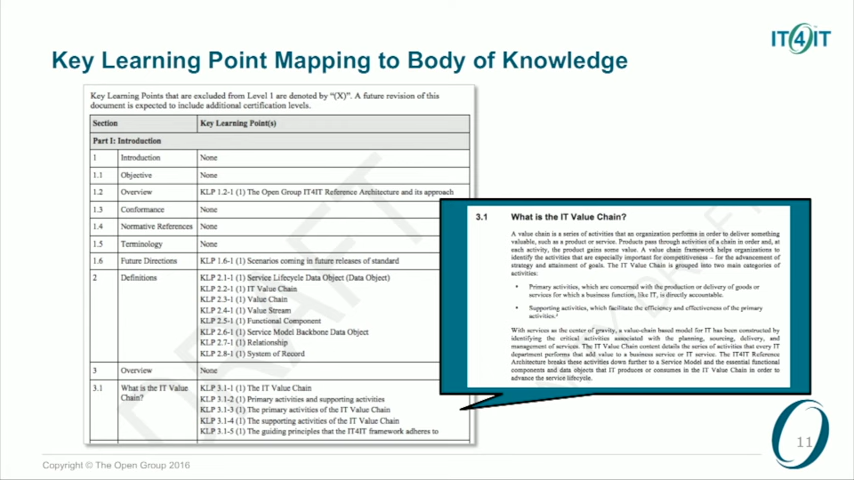 IT4IT
Key Learning Point Mapping to Body of Knowledge
Key Learning Points that are excluded from Level 1 are denoted by "(X)". A future revision of this
document is expected to include additional certification levels.
Section Key Learning Point(s)
Part I: Introduction
1 Introduction None
1.1 Objective None
1.2 Overview KLP 1.2-1 (1) The Open Group IT4IT Reference Architecture and its approach
1.3 Conformance None
1.4 Normative References None
1.5 Terminology None
1.6 Future Directions KLP 1.6-1 (1) Scenarios coming in future releases of standard
2 Definitions KLP 2.1-1 (1) Service Lifecycle Data Object (Data Object)
KLP 2.2-1 (1) IT Value Chain
KLP 2.3-1 (1) Value Chain
KLP 2.4-1 (1) Value Stream
KLP 2.5-1 (1) Functional Component
KLP 2.6-1 (1) Service Model Backbone Data Object
KLP 2.7-1 (1) Relationship
KLP 2.8-1 (1) System of Record
3 Overview None
3.1 What is the IT Value Chain? KLP 3.1-1 (1) The IT Value Chain
KLP 3.1-2 (1) Primary activities and supporting activities
KLP 3.1-3 (1) The primary activities of the IT Value Chain
KLP 3.1-4 (1) The supporting activities of the IT Value Chain
KLP 3.1-5 (1) The guiding principles that the IT4IT framework adheres to
DRAFT
3.1 What is the IT Value Chain?
A value chain is a series of activities that an organization performs in order to deliver something
valuable, such as a product or service. Products pass through activities of a chain in order and, at
each activity, the product gains some value. A value chain framework helps organizations to
identify the activities that are especially important for competitiveness – for the advancement of
strategy and attainment of goals. The IT Value Chain is grouped into two main categories of
activities:
• Primary activities, which are concerned with the production or delivery of goods or
services for which a business function, like IT, is directly accountable.
• Supporting activities, which facilitate the efficiency and effectiveness of the primary
activities.
With services as the center of gravity, a value-chain based model for IT has been constructed by
identifying the critical activities associated with the planning, sourcing, delivery, and
management of services. The IT Value Chain content details the series of activities that every IT
department performs that add value to a business service or IT service. The IT4IT Reference
Architecture breaks these activities down further to a Service Model and the essential functional
components and data objects that IT produces or consumes in the IT Value Chain in order to
advance the service lifecycle.
11
Copyright © The Open Group 2016